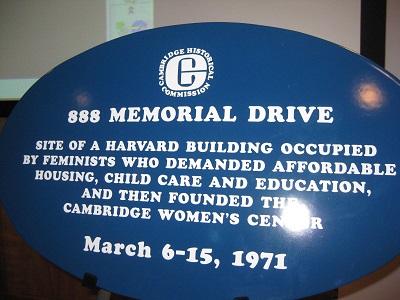 CAMBRIDGE HISTORICAL
C
COMMISSION
888 MEMORIAL DRIVE
SITE OF A HARVARD BUILDING OCCUPIED
BY FEMINISTS WHO DEMANDED AFFORDABLE
HOUSING, CHILD CARE AND EDUCATION,
AND THEN FOUNDED THE
CAMBRIDGE WOMEN'S CENTER
March 6-15, 1971